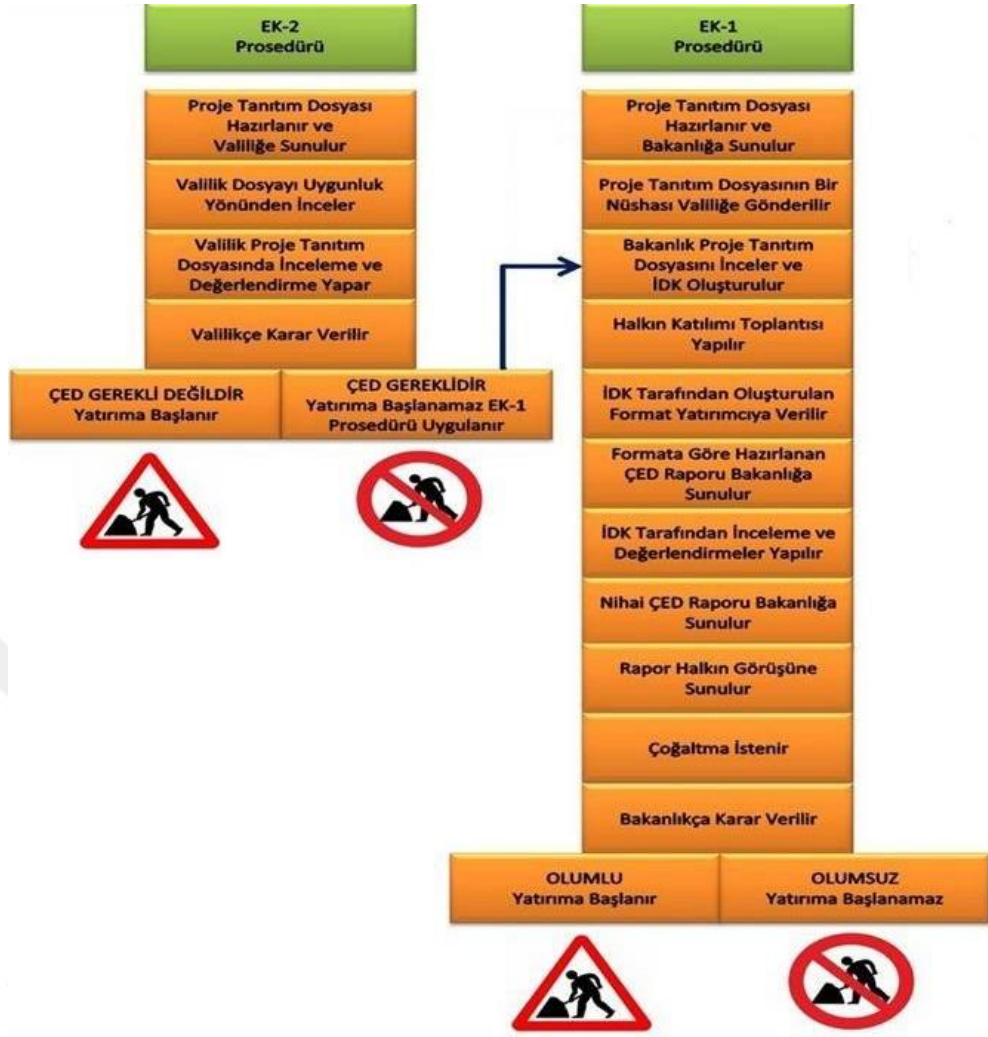 EK-2
Prosedürü
Proje Tanıtım Dosyası
Hazırlanır ve
Valiliğe Sunulur
Valilik Dosyayı Uygunluk
Yönünden İnceler
Valilik Proje Tanıtım
Dosyasında İnceleme ve
Değerlendirme Yapar
Valilikçe Karar Verilir
ÇED GEREKLİ DEĞİLDİR
Yatırıma Başlanır
ÇED GEREKLİDİR
Yatırıma Başlanamaz EK-1
Prosedürü Uygulanır
EK-1
Prosedürü
Proje Tanıtım Dosyası
Hazırlanır ve
Bakanlığa Sunulur
Proje Tanıtım Dosyasının Bir
Nüshası Valiliğe Gönderilir
Bakanlık Proje Tanıtım
Dosyasını İnceler ve
İDK Oluşturulur
Halkın Katılımı Toplantısı
Yapılır
İDK Tarafından Oluşturulan
Format Yatırımcıya Verilir
Formata Göre Hazırlanan
ÇED Raporu Bakanlığa
Sunulur
İDK Tarafından İnceleme ve
Değerlendirmeler Yapılır
Nihai ÇED Raporu Bakanlığa
Sunulur
Rapor Halkın Görüşüne
Sunulur
Çoğaltma İstenir
Bakanlıkça Karar Verilir
OLUMLU
Yatırıma Başlanır
OLUMSUZ
Yatırıma Başlanamaz